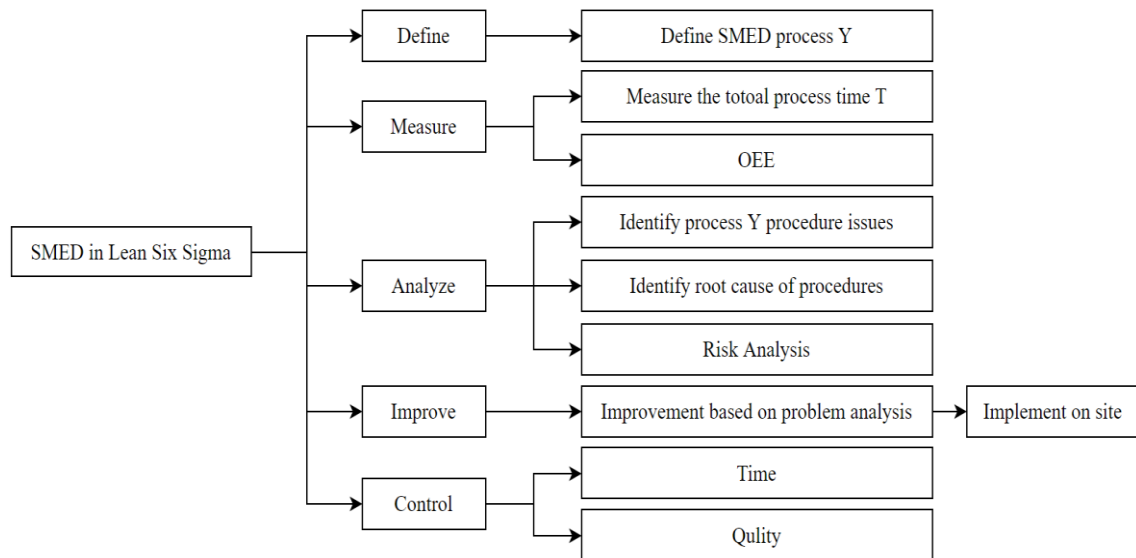 Define
Define SMED process Y
Measure the totoal process time T
Measure
OEE
Identify process Y procedure issues
SMED in Lean Six Sigma
Analyze
Identify root cause of procedures
Risk Analysis
Improve
Improvement based on problem analysis
Implement on site
Time
Control
Qulity